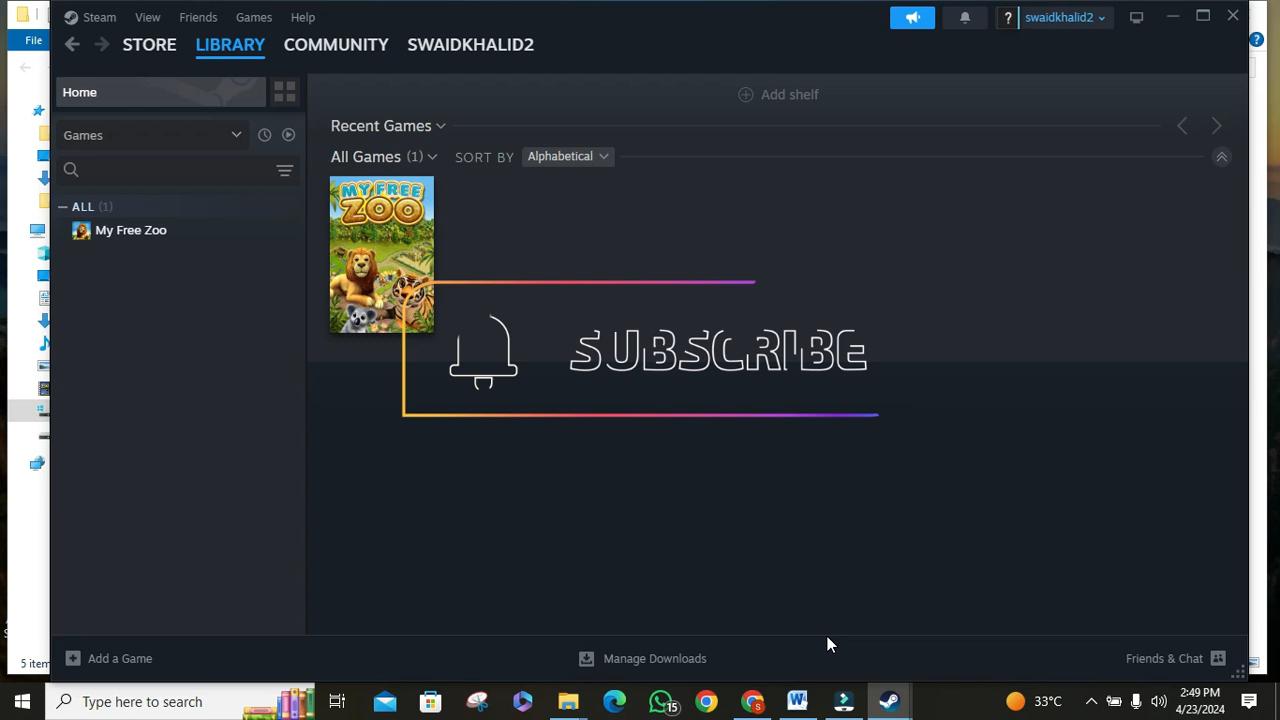 File
Steam View Friends Games Help
swaidkhalid2
STORE LIBRARY COMMUNITY SWAIDKHALID2
Home
Add shelf
Games
Recent Games
All Games (1) SORT BY Alphabetical
ALL (1)
My Free Zoo
MY FREE
ZOO
SUBSCRIBE
Add a Game
Manage Downloads
Friends & Chat
5 item
Type here to search
15
33°C
2:49 PM
4/23/2024